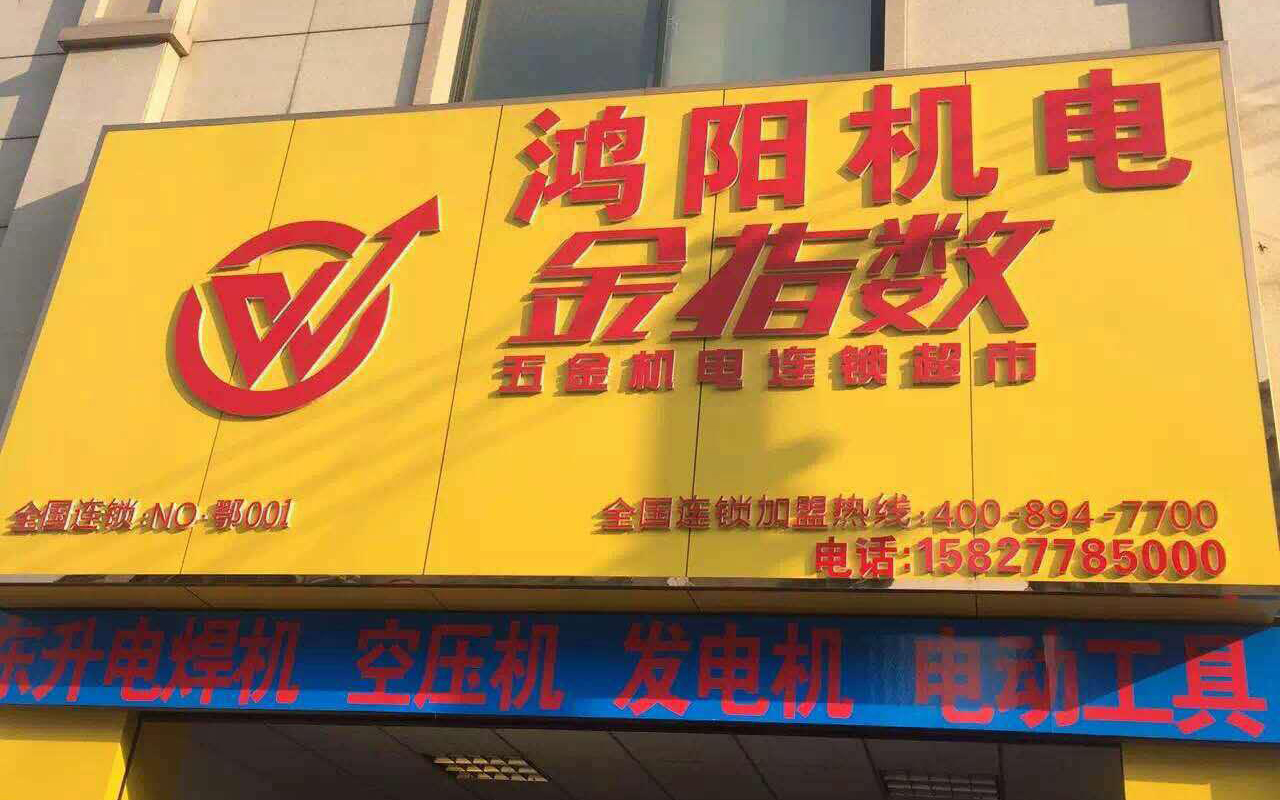 鸿阳机电
金指数
五金机电连锁超市
全国连锁:NO·鄂001
全国连锁加盟热线:400-894-7700
电话:15827785000
东升电焊机 空压机 发电机 电动工具